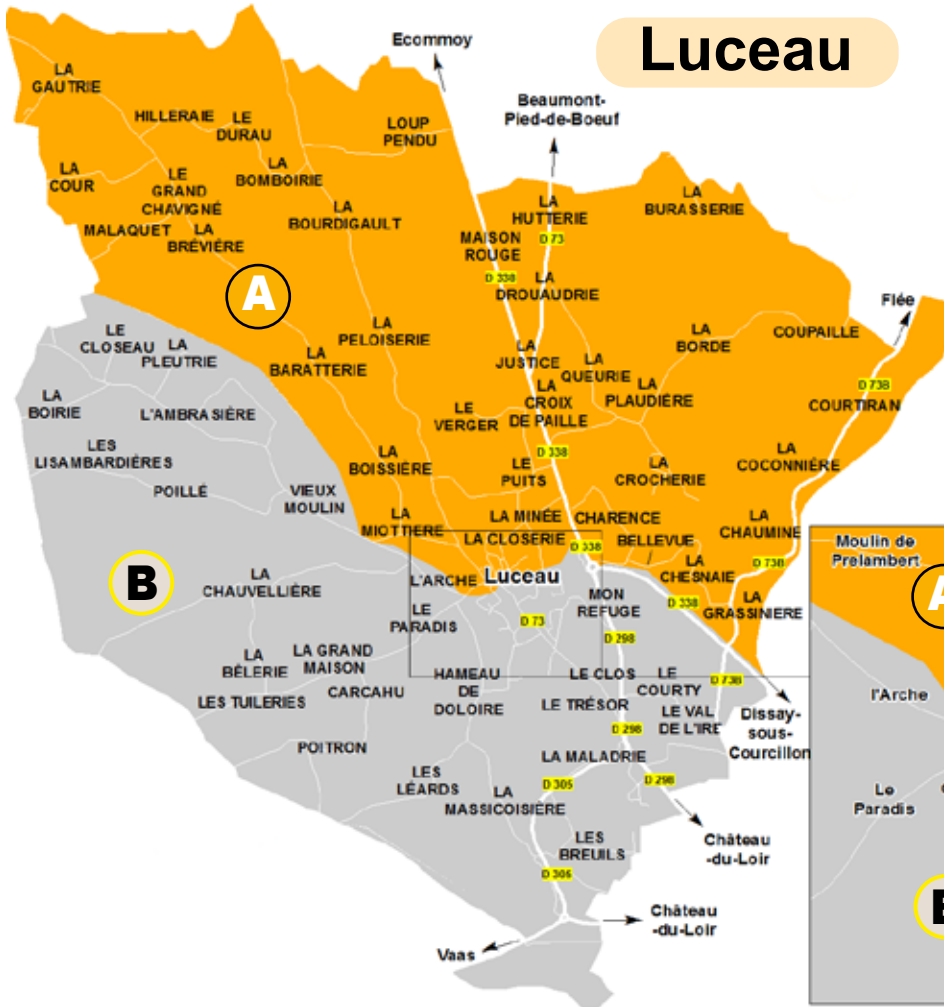 Luceau
Ecommoy
Beaumont-
Pied-de-Boeuf
LA
GAUTRIE
HILLERAIE
LE
DURAU
LOUP
PENDU
LA
COUR
LE
GRAND
CHAVIGNÉ
LA
BOMBOIRIE
LA
BOURDIGAULT
LA
HUTTERIE
LA
BURASSERIE
MALAQUET
LA
BRÉVIÈRE
MAISON
ROUGE
D 73
D 338
LA
DROUAUDRIE
A
Flée
LE
CLOSEAU
LA
PLEUTRIE
LA
BARATTERIE
LA
PELOISERIE
LA
JUSTICE
LA
QUEURIE
LA
BORDE
COUPAILLE
LA
BOIRIE
L'AMBRASIÈRE
LE
VERGER
LA
CROIX
DE PAILLE
LA
PLAUDIÈRE
D 73B
COURTIRAN
LES
LISAMBARDIÈRES
POILLÉ
VIEUX
MOULIN
LA
BOISSIÈRE
LE
PUITS
D 338
LA
CROCHERIE
LA
COCONNIÈRE
LA
MIOTTIERE
LA MINÉE
CHARENCE
LA
CHAUMINE
LA CLOSERIE
D 338
BELLEVUE
D 73B
B
LA
CHAUVELLIÈRE
L'ARCHE
Luceau
LA
CHESNAIE
LE
PARADIS
D 73
MON
REFUGE
D 338
LA
GRASSINIERE
D 298
LA
BÊLERIE
LA GRAND
MAISON
LES TUILERIES
CARCAHU
HAMEAU
DE
DOLOIRE
LE CLOS
LE
COURTY
D 73B
LE TRÉSOR
LE VAL
DE L'IRE
Dissay-
sous-
Courcillon
D 298
POITRON
LES
LÉARDS
LA MALADRIE
LA
MASSICOISIÈRE
D 305
D 298
LES
BREUILS
Château
-du-Loir
D 305
Château
-du-Loir
Vaas
Moulin de
Prelambert
A
l'Arche
Le
Paradis